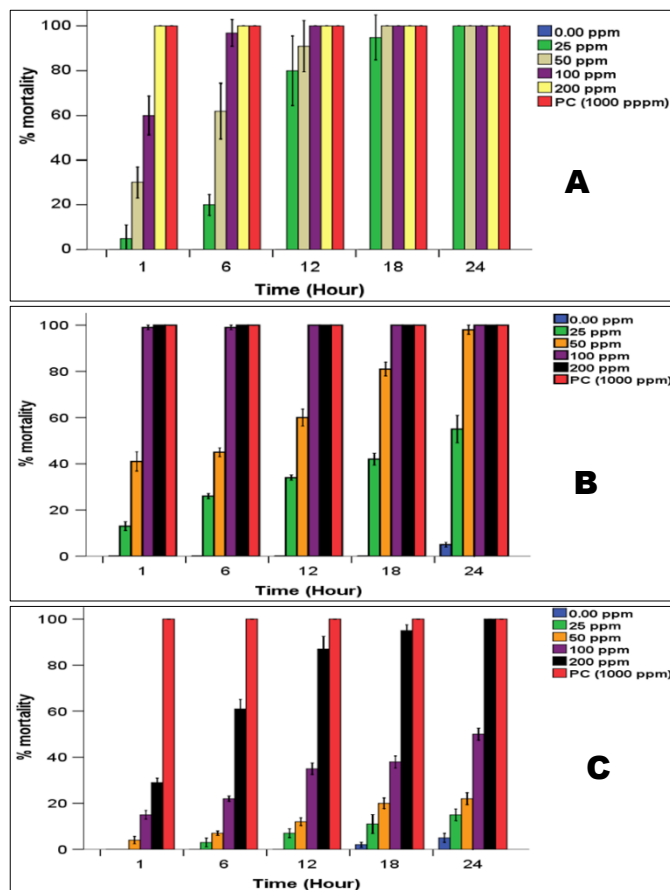 100
80
60
40
20
0
% mortality
1 6 12 18 24
Time (Hour)
0.00 ppm
25 ppm
50 ppm
100 ppm
200 ppm
PC (1000 pppm)
A
100
80
60
40
20
0
% mortality
1 6 12 18 24
Time (Hour)
0.00 ppm
25 ppm
50 ppm
100 ppm
200 ppm
PC (1000 ppm)
B
100
80
60
40
20
0
% mortality
1 6 12 18 24
Time (Hour)
0.00 ppm
25 ppm
50 ppm
100 ppm
200 ppm
PC (1000 ppm)
C